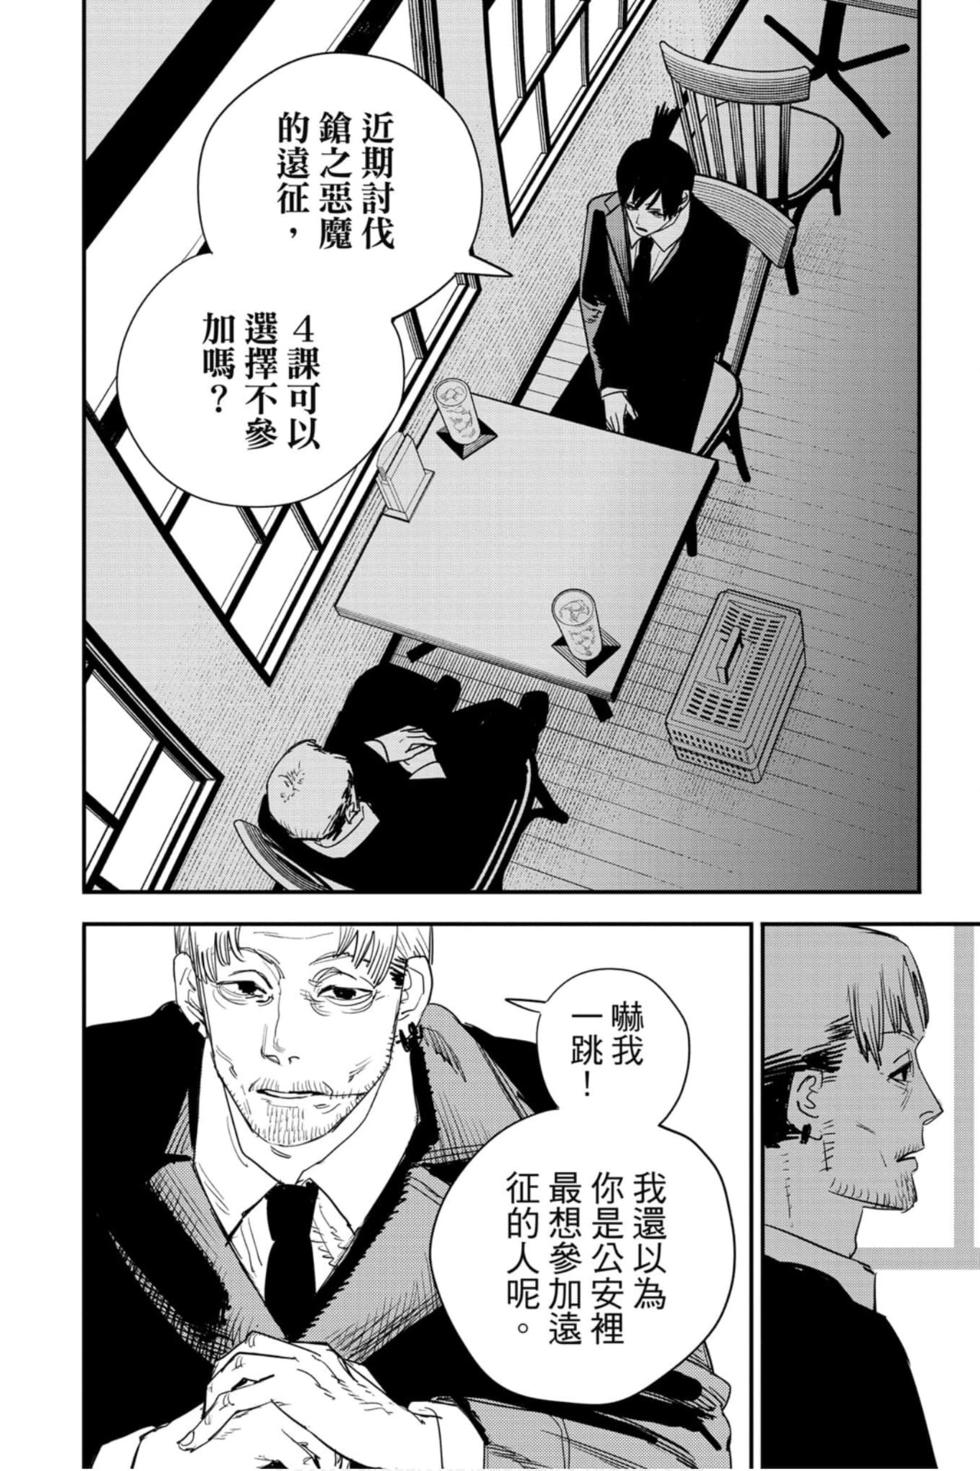 近期討伐
鎗之惡魔
的遠征，
４課可以
選擇不參
加嗎？
嚇我
一跳！
我還以為
你是公安裡
最想參加遠
征的人呢。